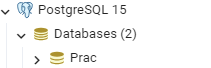 PostgreSQL 15
Databases (2)
Prac